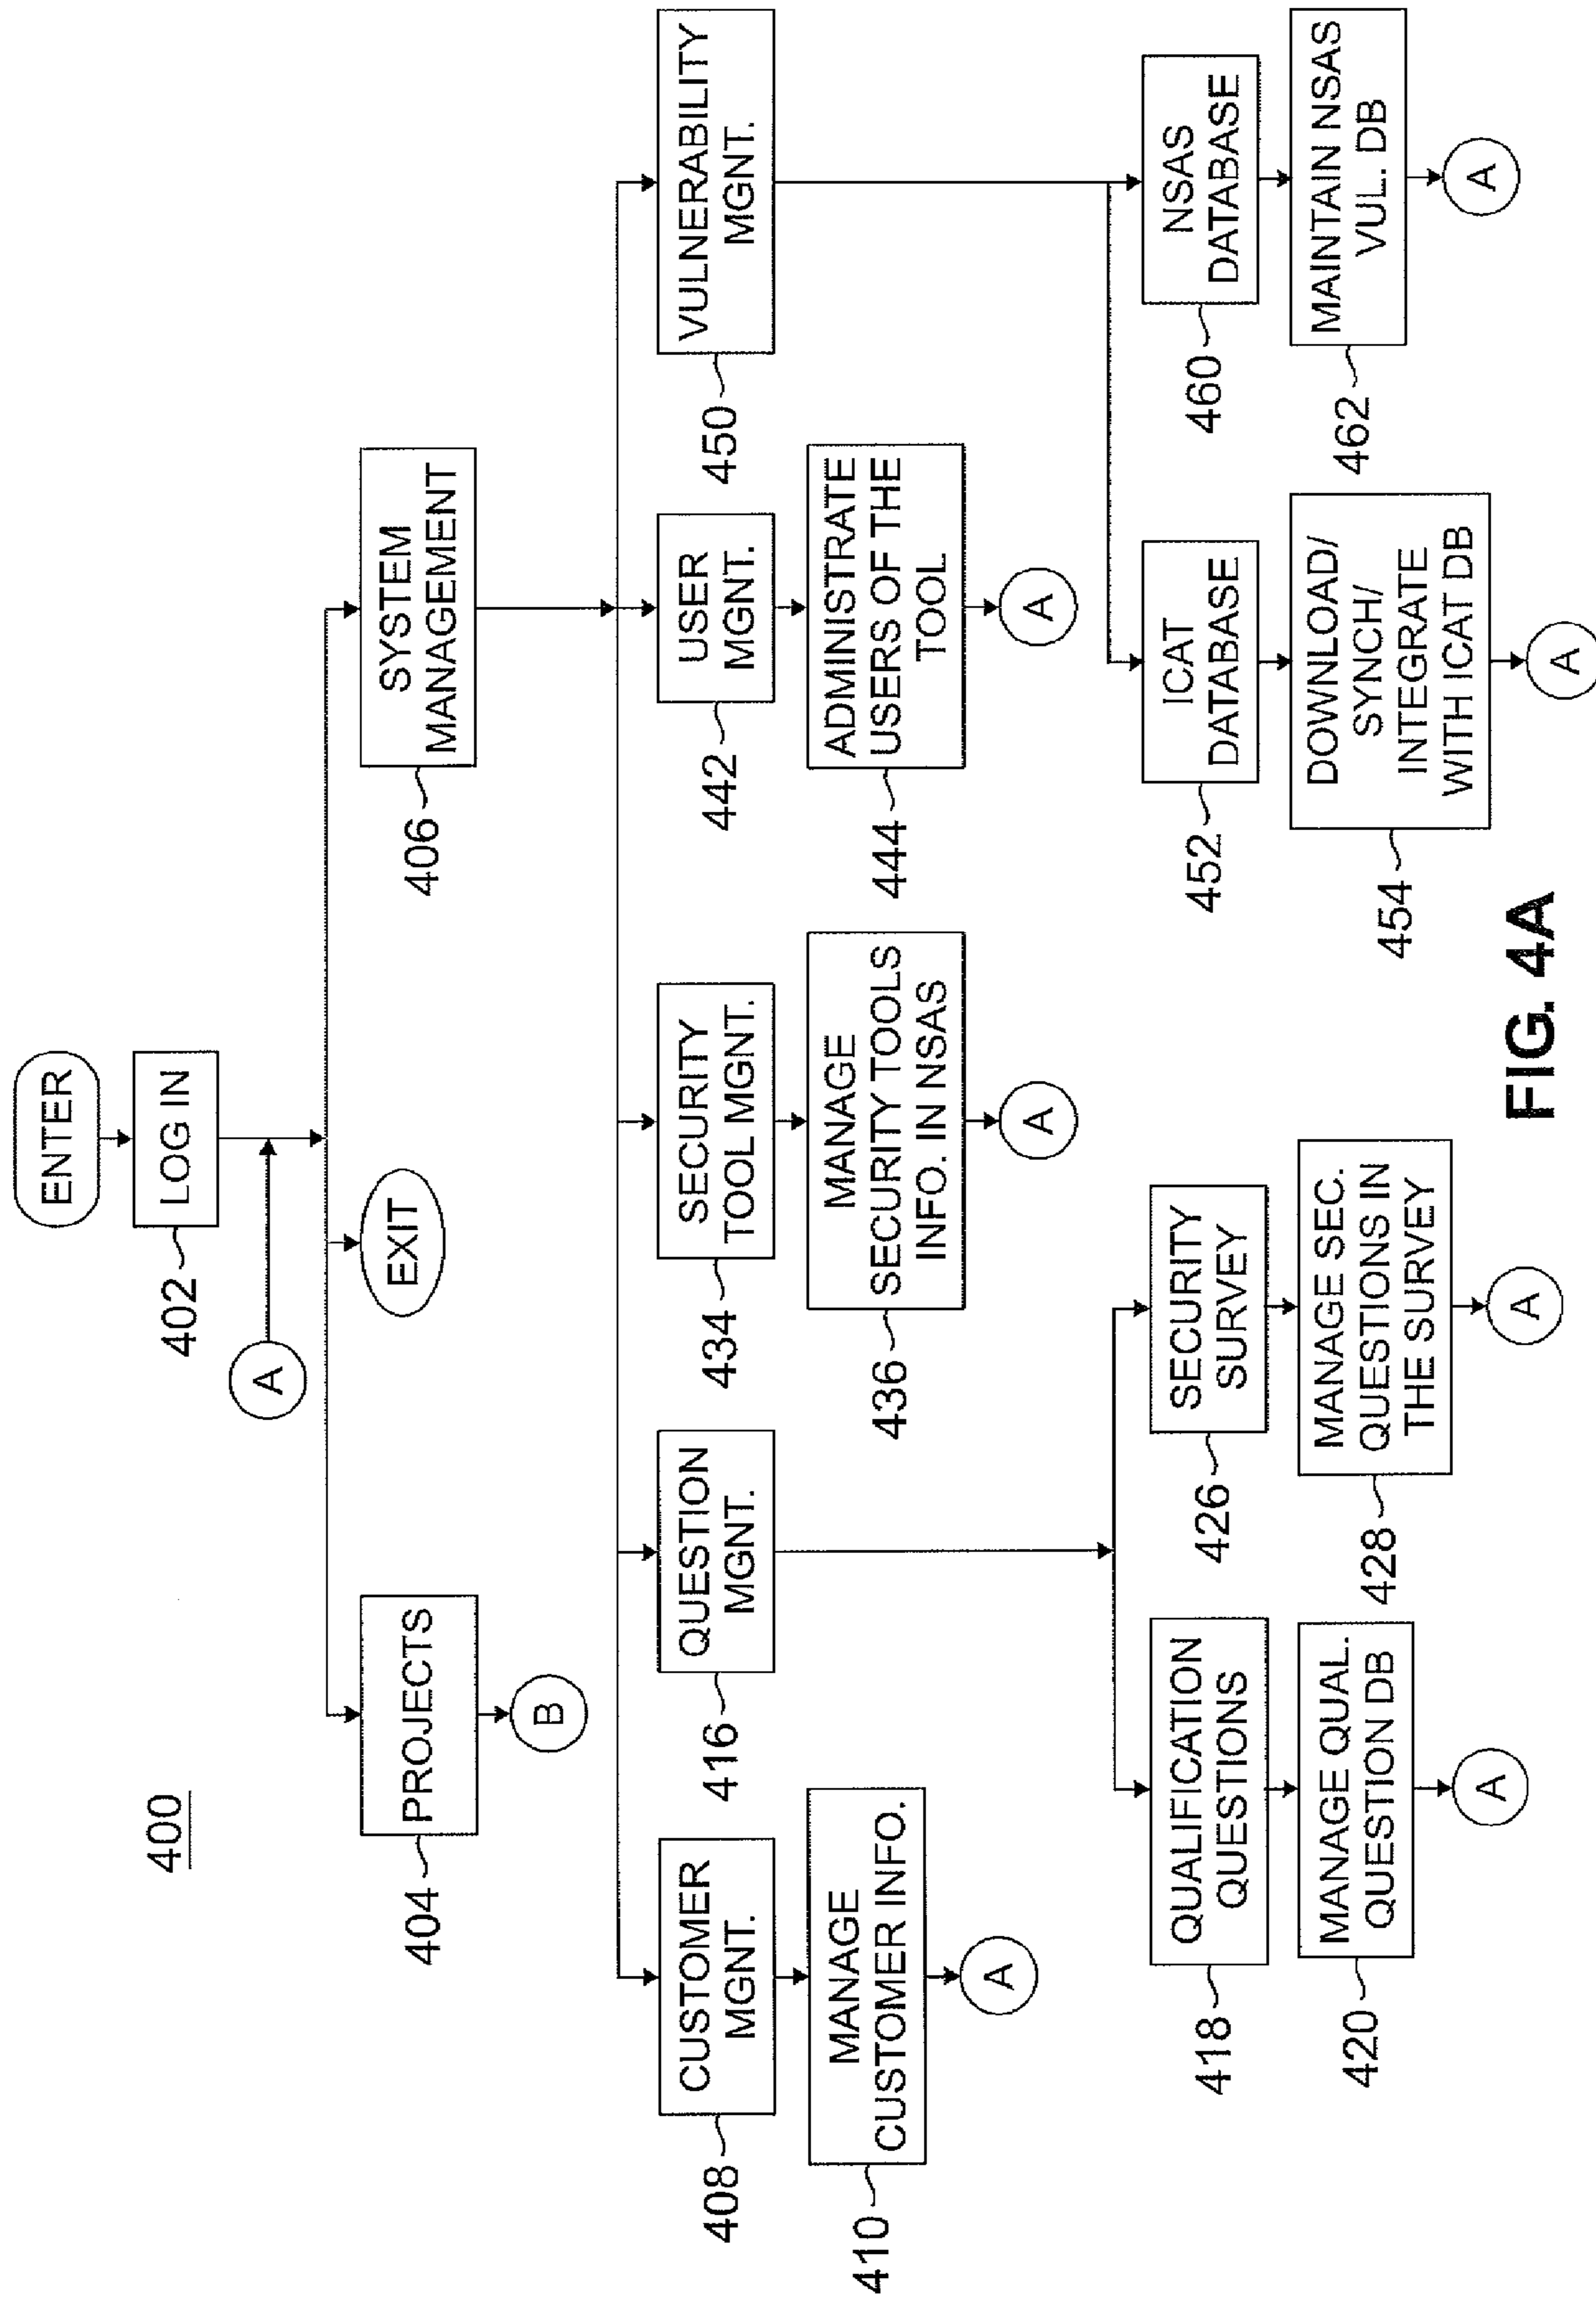 400
ENTER
LOG IN
402
A
EXIT
PROJECTS
404
B
SYSTEM
MANAGEMENT
406
CUSTOMER
MGNT.
408
MANAGE
CUSTOMER INFO.
410
A
QUESTION
MGNT.
416
SECURITY
TOOL MGNT.
434
MANAGE
SECURITY TOOLS
INFO. IN NSAS
436
A
USER
MGNT.
442
ADMINISTRATE
USERS OF THE
TOOL
444
A
VULNERABILITY
MGNT.
450
QUALIFICATION
QUESTIONS
418
MANAGE QUAL.
QUESTION DB
420
A
SECURITY
SURVEY
426
MANAGE SEC.
QUESTIONS IN
THE SURVEY
428
A
ICAT
DATABASE
452
DOWNLOAD/
SYNCH/
INTEGRATE
WITH ICAT DB
454
A
NSAS
DATABASE
460
MAINTAIN NSAS
VUL. DB
462
A
FIG. 4A